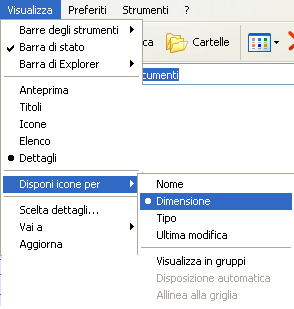 Visualizza Preferiti Strumenti ?
Barre degli strumenti
Barra di stato
Barra di Explorer
Anteprima
Titoli
Icone
Elenco
Dettagli
Disponi icone per
Scelta dettagli...
Vai a
Aggiorna
ca Cartelle
cumenti
Nome
Dimensione
Tipo
Ultima modifica
Visualizza in gruppi
Disposizione automatica
Allinea alla griglia